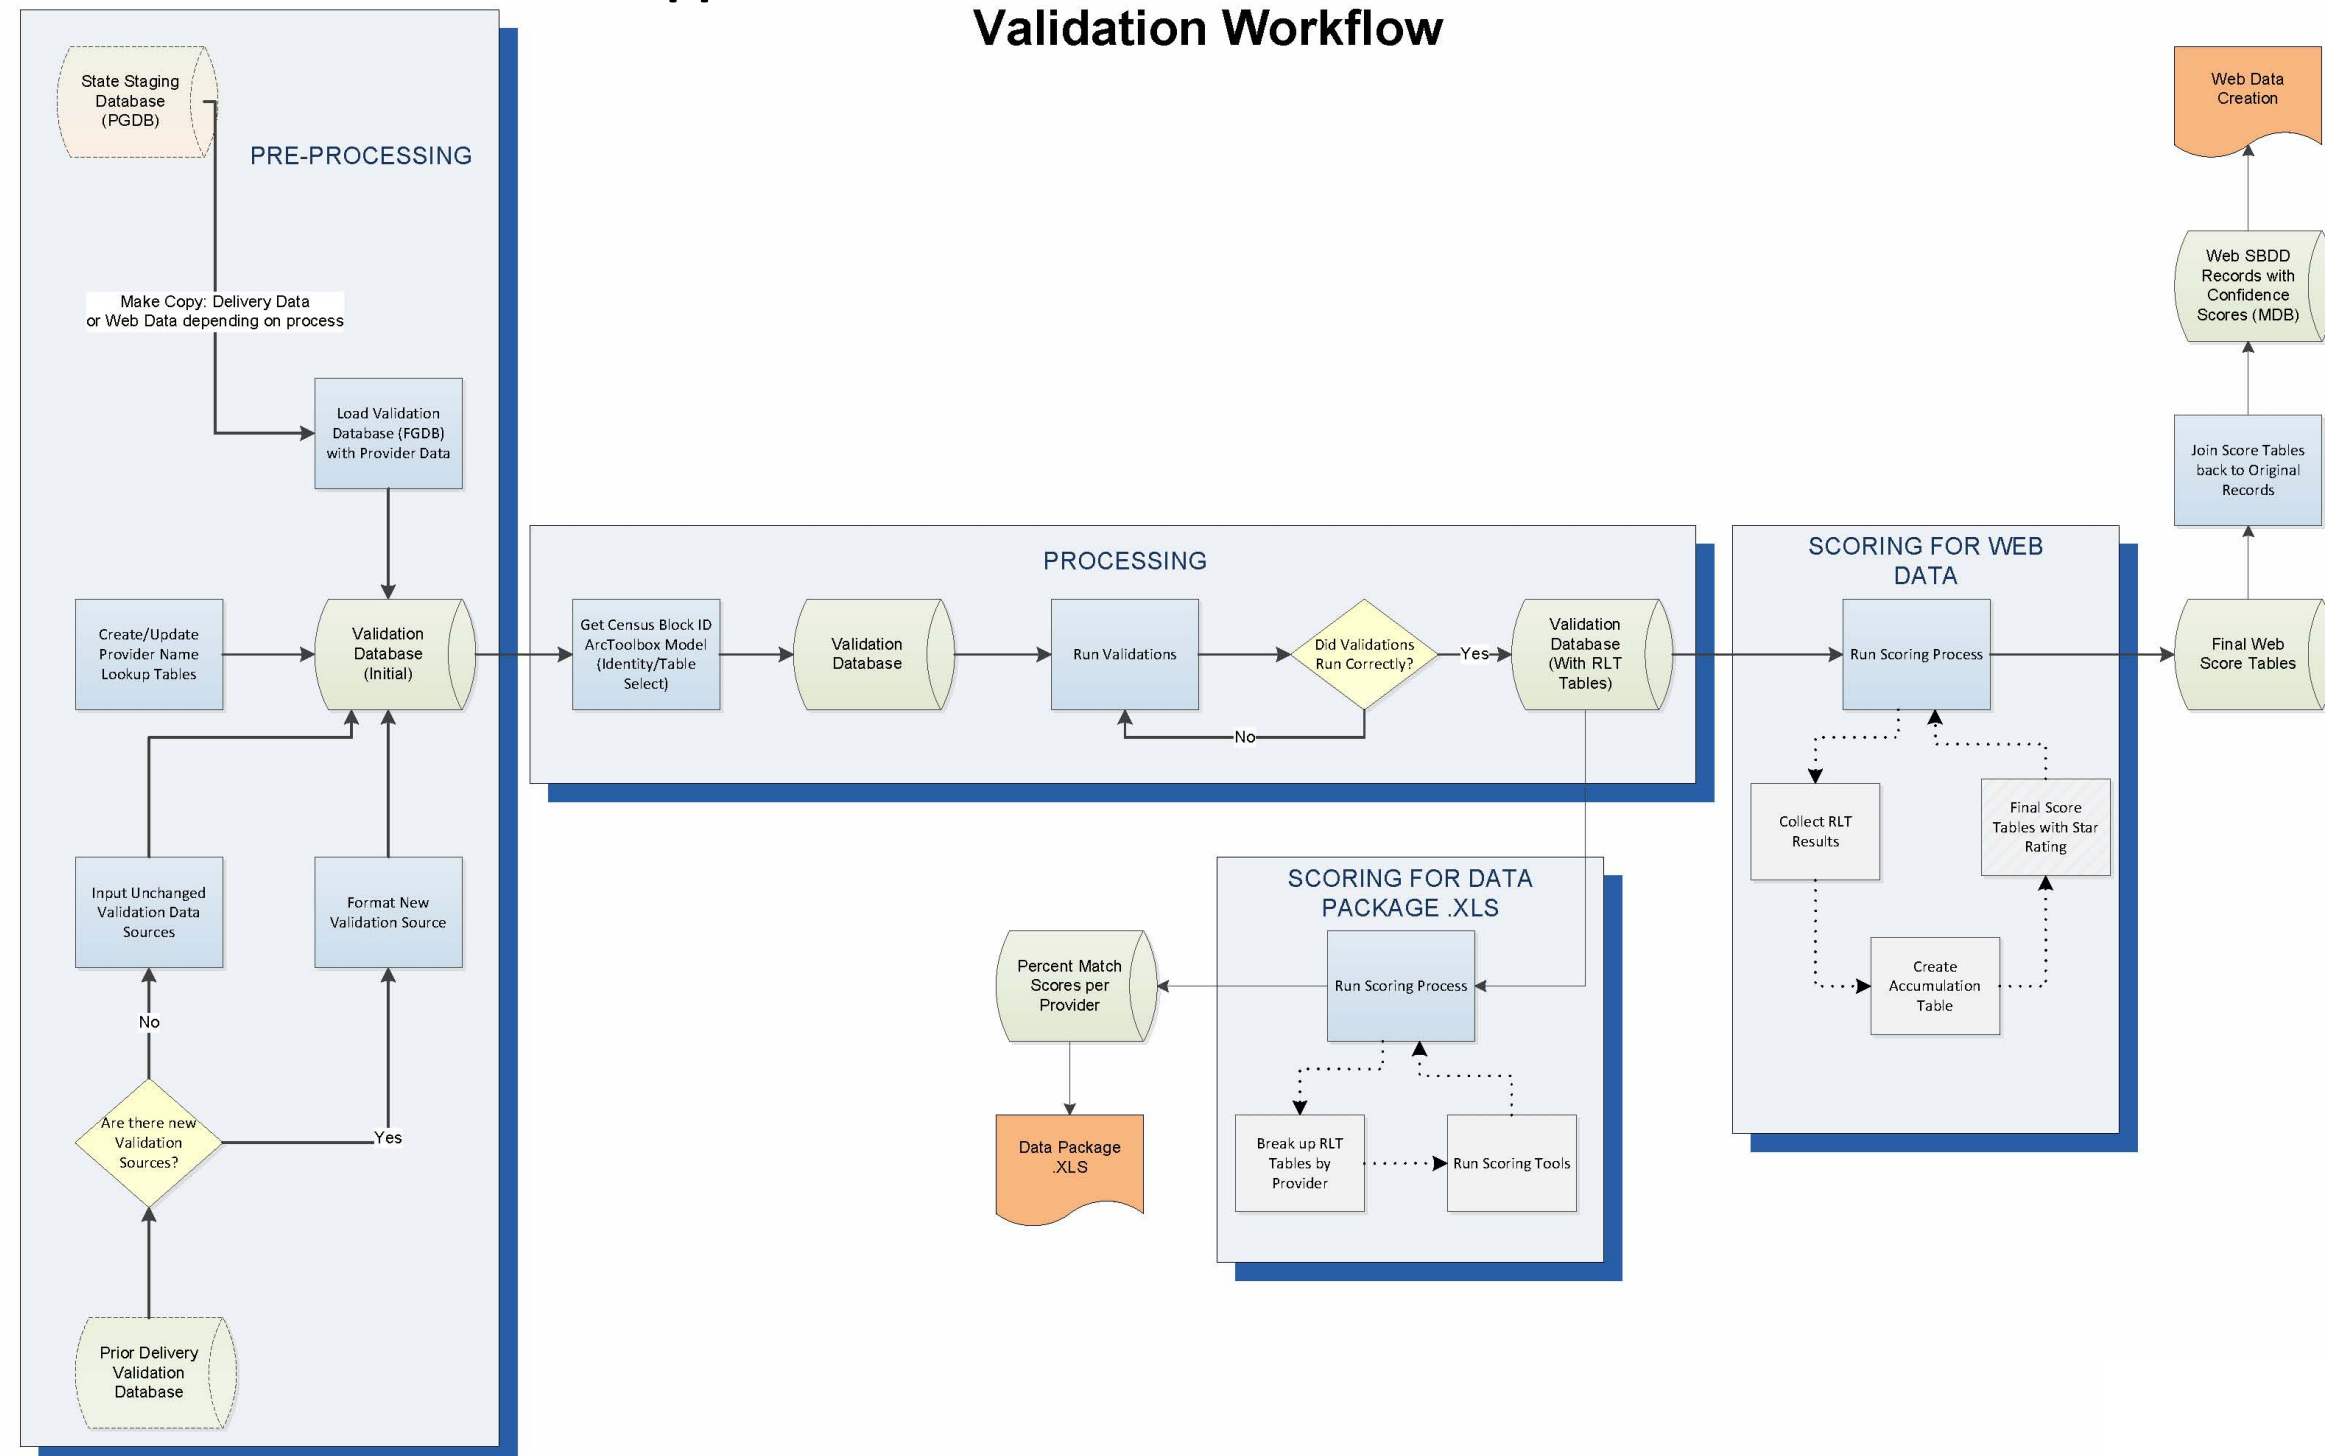 Validation Workflow
State Staging
Database
(PGDB)
PRE-PROCESSING
Make Copy: Delivery Data
or Web Data depending on process
Load Validation
Database (FGDB)
with Provider Data
Create/Update
Provider Name
Lookup Tables
Validation
Database
(Initial)
Input Unchanged
Validation Data
Sources
Format New
Validation Source
No
Are there new
Validation
Sources?
Yes
Prior Delivery
Validation
Database
PROCESSING
Get Census Block ID
ArcToolbox Model
(Identity/Table
Select)
Validation
Database
Run Validations
Did Validations
Run Correctly?
Yes
No
Validation
Database
(With RLT
Tables)
SCORING FOR DATA
PACKAGE .XLS
Percent Match
Scores per
Provider
Run Scoring Process
Data Package
.XLS
Break up RLT
Tables by
Provider
Run Scoring Tools
SCORING FOR WEB
DATA
Run Scoring Process
Collect RLT
Results
Final Score
Tables with Star
Rating
Create
Accumulation
Table
Web Data
Creation
Web SBDD
Records with
Confidence
Scores (MDB)
Join Score Tables
back to Original
Records
Final Web
Score Tables